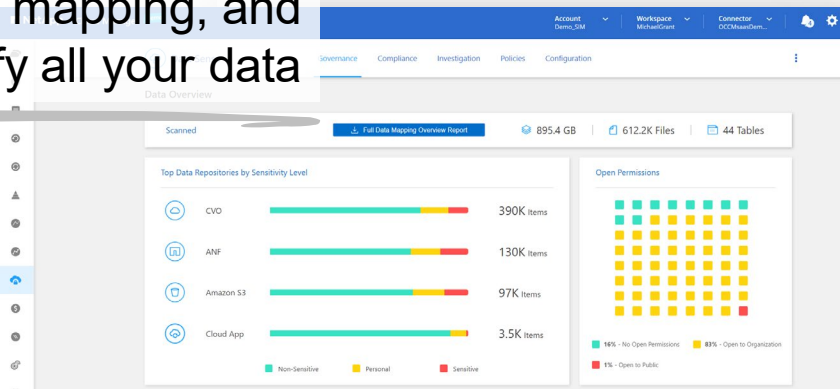 mapping, and
fy all your data
Account
Demo_SIM
Workspace
MichaelGrant
Connector
OCCMsaasDem...
Governance Compliance Investigation Policies Configuration
Data Overview
Scanned
Full Data Mapping Overview Report
895.4 GB
612.2K Files
44 Tables
Top Data Repositories by Sensitivity Level
CVO 390K Items
ANF 130K Items
Amazon S3 97K Items
Cloud App 3.5K Items
Non-Sensitive Personal Sensitive
Open Permissions
16% - No Open Permissions 83% - Open to Organization
1% - Open to Public